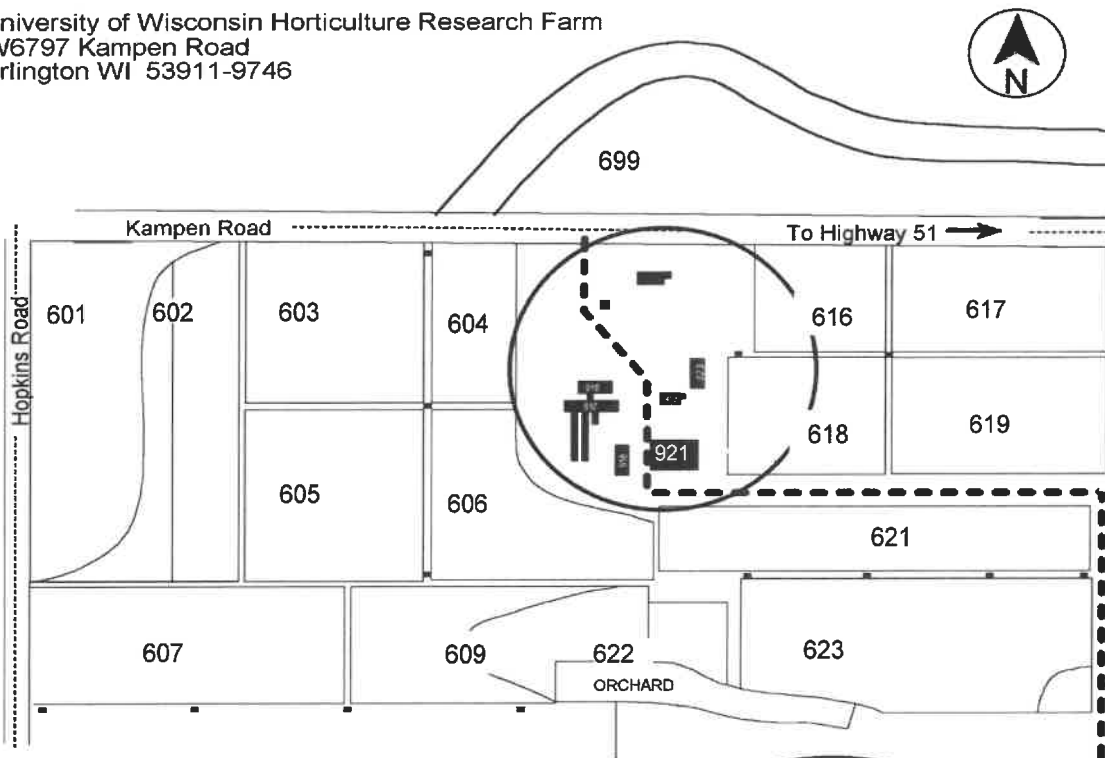 niversity of Wisconsin Horticulture Research Farm
W6797 Kampen Road
rlington WI 53911-9746
N
699
Kampen Road
To Highway 51
Hopkins Road
601
602
603
604
616
617
618
619
921
605
606
621
607
609
622
623
ORCHARD